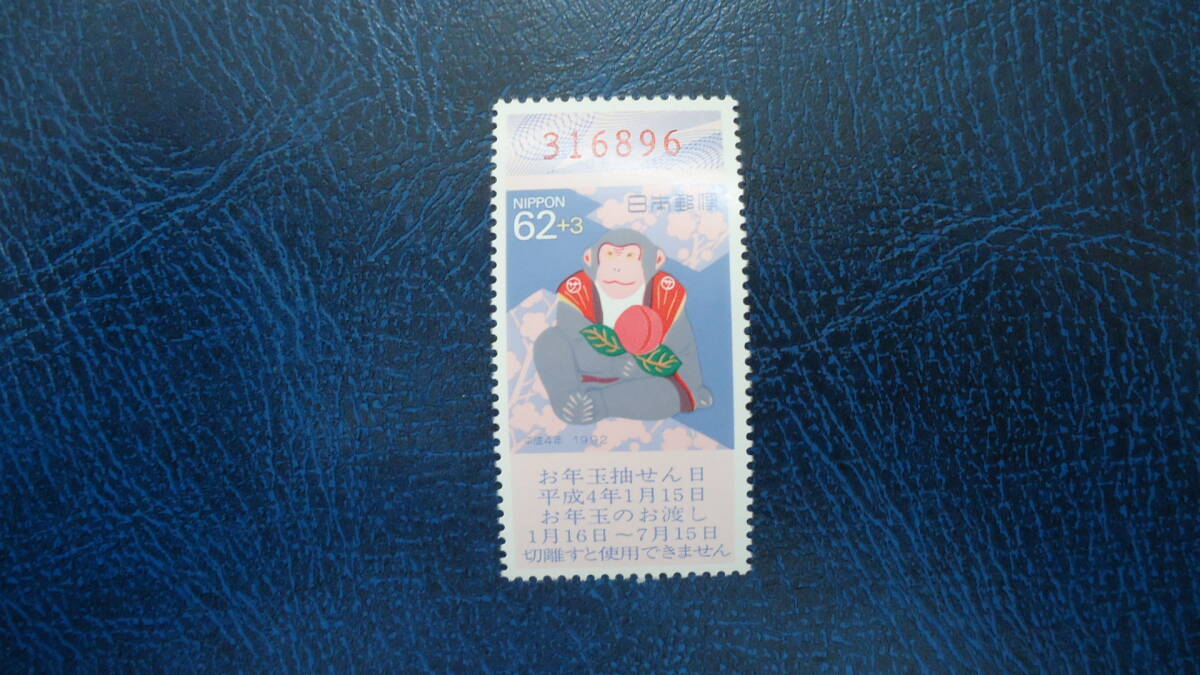 316896
NIPPON 日本郵便
62+3
サ サ
平成4年 1992
お年玉抽せん日
平成4年1月15日
お年玉のお渡し
1月16日～7月15日
切離すと使用できません